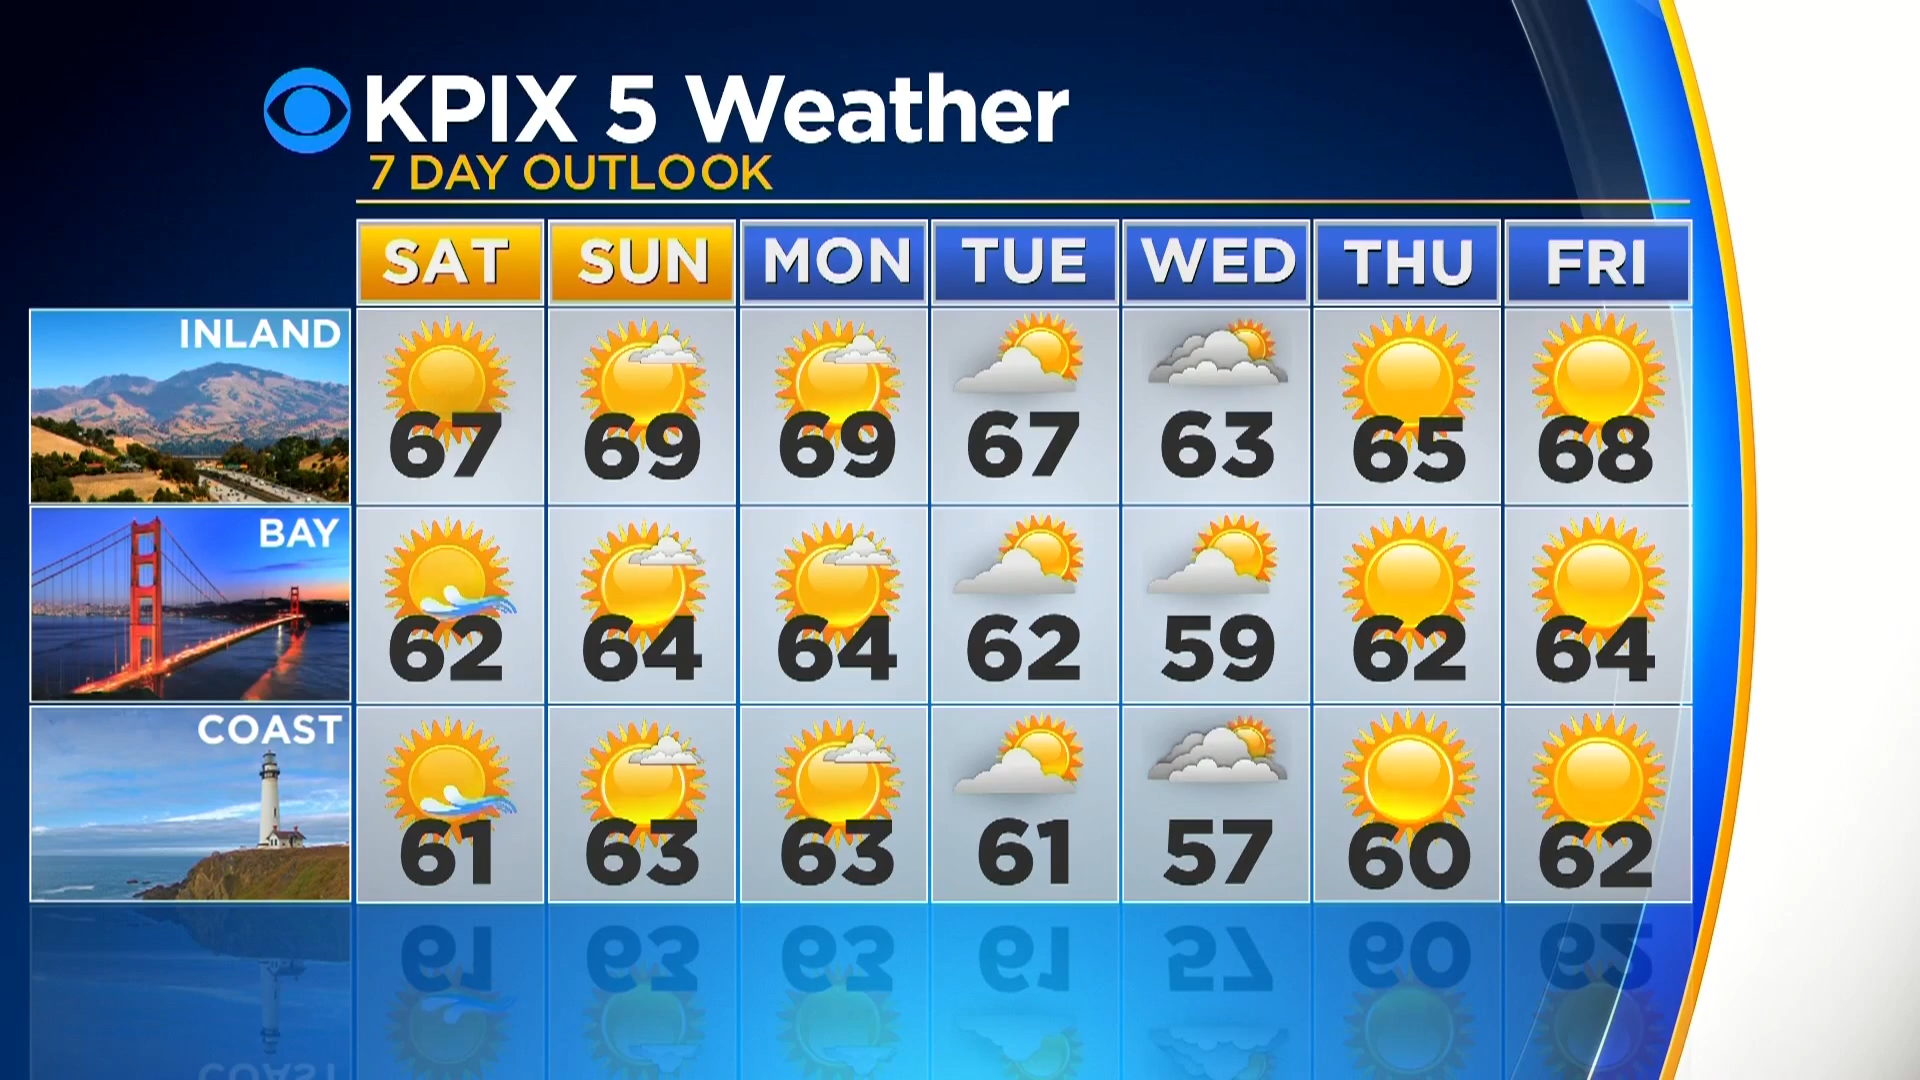 KPIX 5 Weather
7 DAY OUTLOOK
SAT SUN MON TUE WED THU FRI
INLAND
67 69 69 67 63 65 68
BAY
62 64 64 62 59 62 64
COAST
61 63 63 61 57 60 62